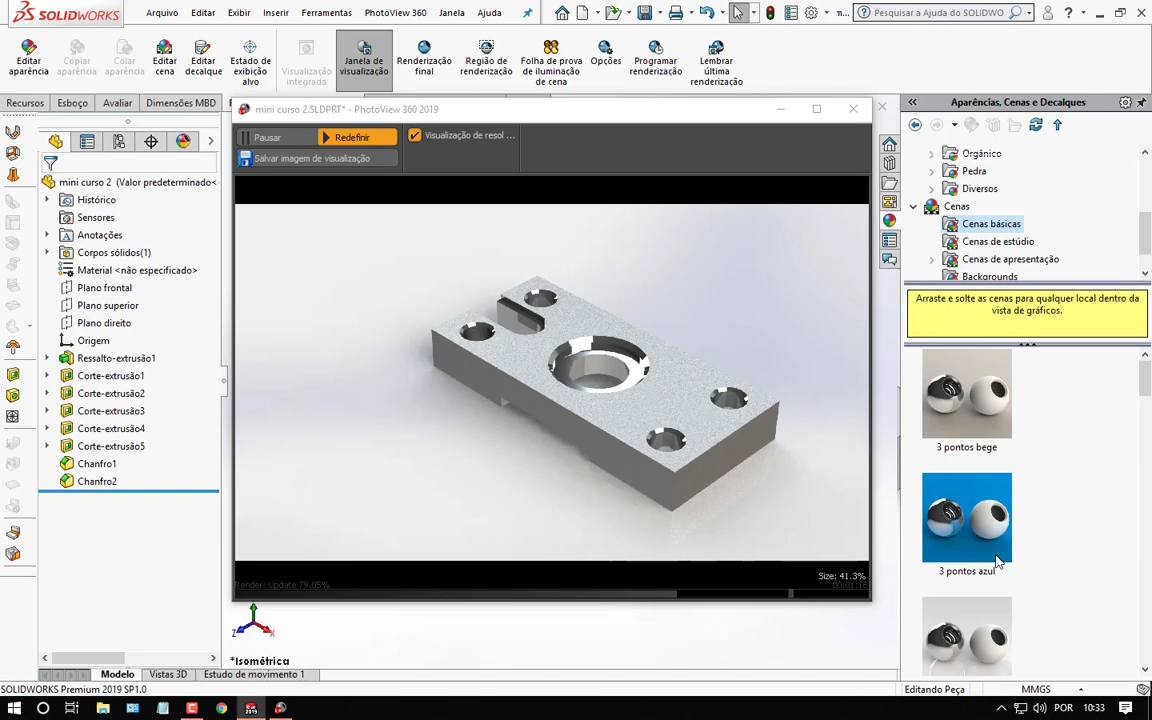 SOLIDWORKS
Arquivo Editar Exibir Inserir Ferramentas PhotoView 360 Janela Ajuda
m...
Pesquisar a Ajuda do SOLIDWO
Editar aparência
Copiar aparência
Colar aparência
Editar cena
Editar decalque
Estado de exibição alvo
Visualização integrada
Janela de visualização
Renderização final
Região de renderização
Folha de prova de iluminação de cena
Opções
Programar renderização
Lembrar última renderização
Recursos Esboço Avaliar Dimensões MBD
mini curso 2.SLDPRT* - PhotoView 360 2019
Pausar
Redefinir
Visualização de resol ...
Salvar imagem de visualização
mini curso 2 (Valor predeterminado<
Histórico
Sensores
Anotações
Corpos sólidos(1)
Material <não especificado>
Plano frontal
Plano superior
Plano direito
Origem
Ressalto-extrusão1
Corte-extrusão1
Corte-extrusão2
Corte-extrusão3
Corte-extrusão4
Corte-extrusão5
Chanfro1
Chanfro2
Size: 41.3%
Render: Update 79.05%
00:01:16
Z
X
*Isométrica
Aparências, Cenas e Decalques
Orgânico
Pedra
Diversos
Cenas
Cenas básicas
Cenas de estúdio
Cenas de apresentação
Backgrounds
Arraste e solte as cenas para qualquer local dentro da
vista de gráficos.
3 pontos bege
3 pontos azul
Modelo Vistas 3D Estudo de movimento 1
SOLIDWORKS Premium 2019 SP1.0
Editando Peça
MMGS
POR
10:33